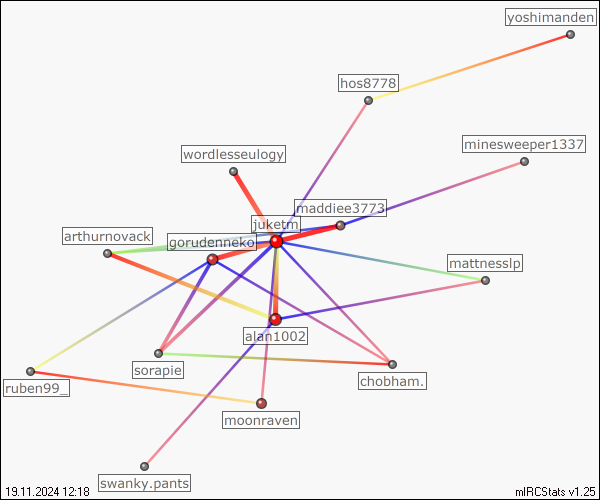 yoshimanden
hos8778
minesweeper1337
wordlesseulogy
maddiee3773
juketm
arthurnovack
gorudenneko
mattnesslp
alan1002
sorapie
chobham.
ruben99_
moonraven
swanky.pants
19.11.2024 12:18
mIRCStats v1.25